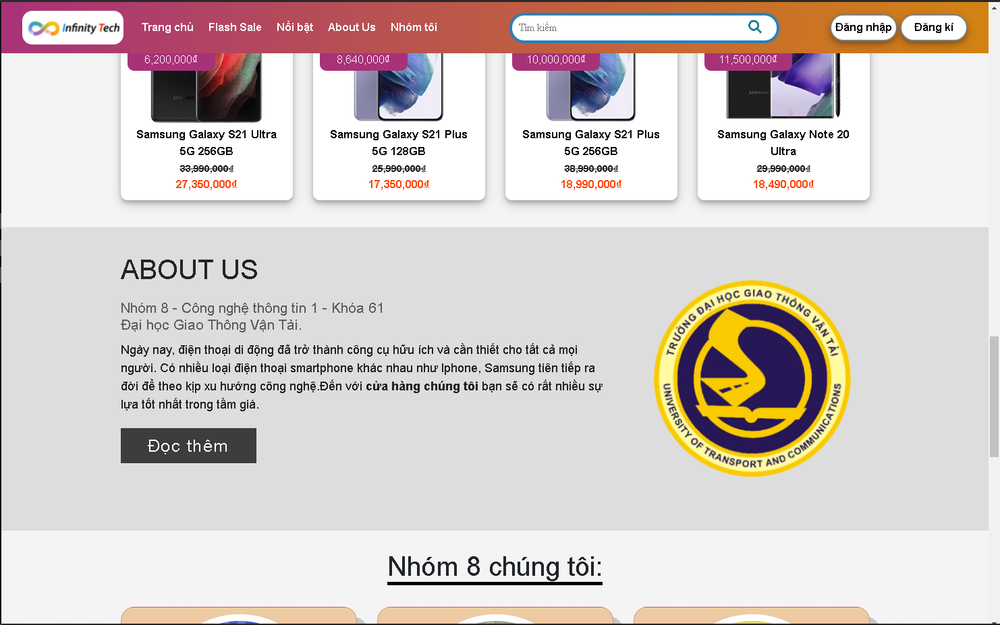 Infinity Tech
Trang chủ
Flash Sale
Nổi bật
About Us
Nhóm tôi
Tìm kiếm
Đăng nhập
Đăng kí
6,200,000₫
8,640,000₫
10,000,000₫
11,500,000₫
SAMSUNG
Samsung Galaxy S21 Ultra
5G 256GB
33,990,000₫
27,350,000₫
Samsung Galaxy S21 Plus
5G 128GB
25,990,000₫
17,350,000₫
Samsung Galaxy S21 Plus
5G 256GB
38,990,000₫
18,990,000₫
Samsung Galaxy Note 20
Ultra
29,990,000₫
18,490,000₫
ABOUT US
Nhóm 8 - Công nghệ thông tin 1 - Khóa 61
Đại học Giao Thông Vận Tải.
Ngày nay, điện thoại di động đã trở thành công cụ hữu ích và cần thiết cho tất cả mọi
người. Có nhiều loại điện thoại smartphone khác nhau như Iphone, Samsung tiên tiếp ra
đời để theo kịp xu hướng công nghệ.Đến với cửa hàng chúng tôi bạn sẽ có rất nhiều sự
lựa tốt nhất trong tầm giá.
Đọc thêm
TRƯỜNG ĐẠI HỌC GIAO THÔNG VẬN TẢI
UNIVERSITY OF TRANSPORT AND COMMUNICATIONS
Nhóm 8 chúng tôi: